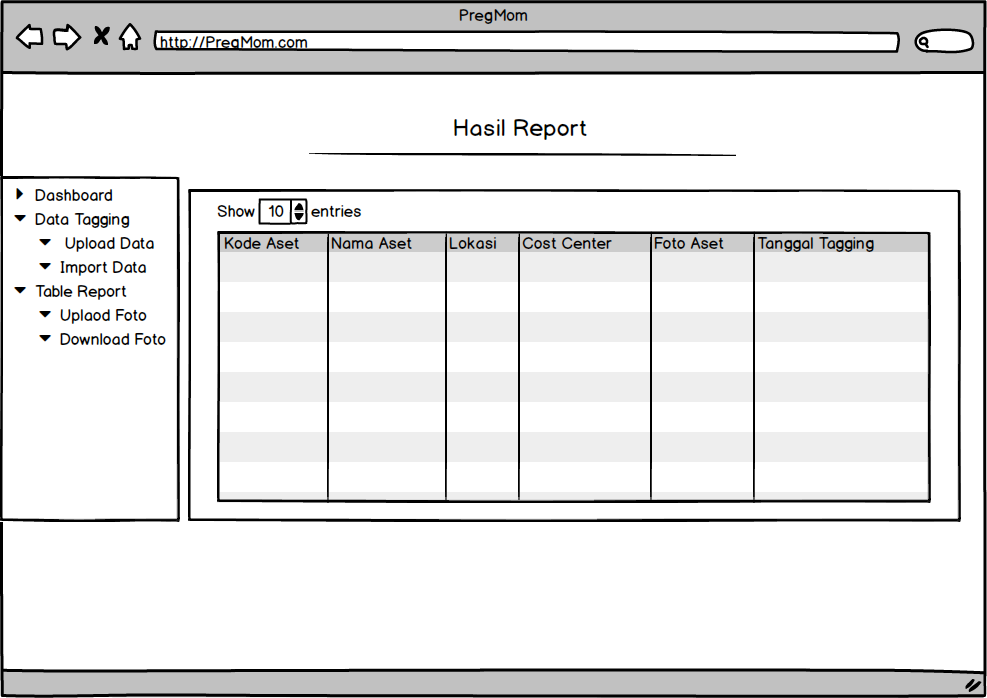 PregMom
http://PregMom.com
Hasil Report
Dashboard
Data Tagging
Upload Data
Import Data
Table Report
Uplaod Foto
Download Foto
Show 10 entries
Kode Aset Nama Aset Lokasi Cost Center Foto Aset Tanggal Tagging